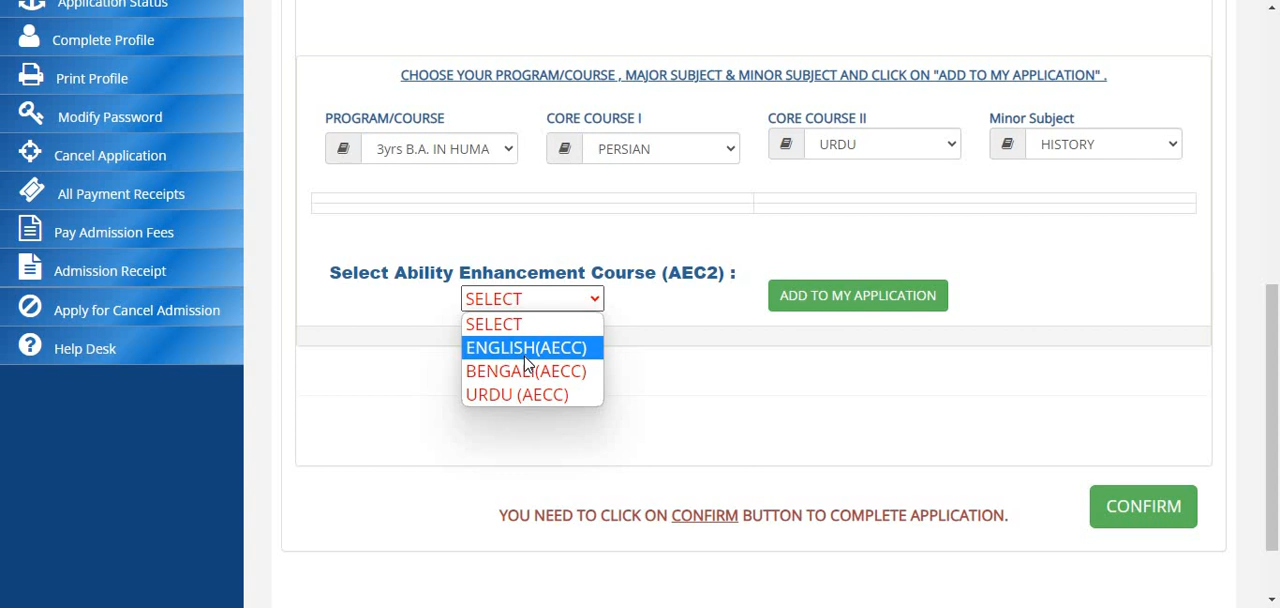 Application Status
Complete Profile
Print Profile
Modify Password
Cancel Application
All Payment Receipts
Pay Admission Fees
Admission Receipt
Apply for Cancel Admission
Help Desk
CHOOSE YOUR PROGRAM/COURSE , MAJOR SUBJECT & MINOR SUBJECT AND CLICK ON "ADD TO MY APPLICATION" .
PROGRAM/COURSE CORE COURSE I CORE COURSE II Minor Subject
3yrs B.A. IN HUMA PERSIAN URDU HISTORY
Select Ability Enhancement Course (AEC2) :
SELECT
ADD TO MY APPLICATION
SELECT
ENGLISH(AECC)
BENGALI(AECC)
URDU (AECC)
YOU NEED TO CLICK ON CONFIRM BUTTON TO COMPLETE APPLICATION.
CONFIRM